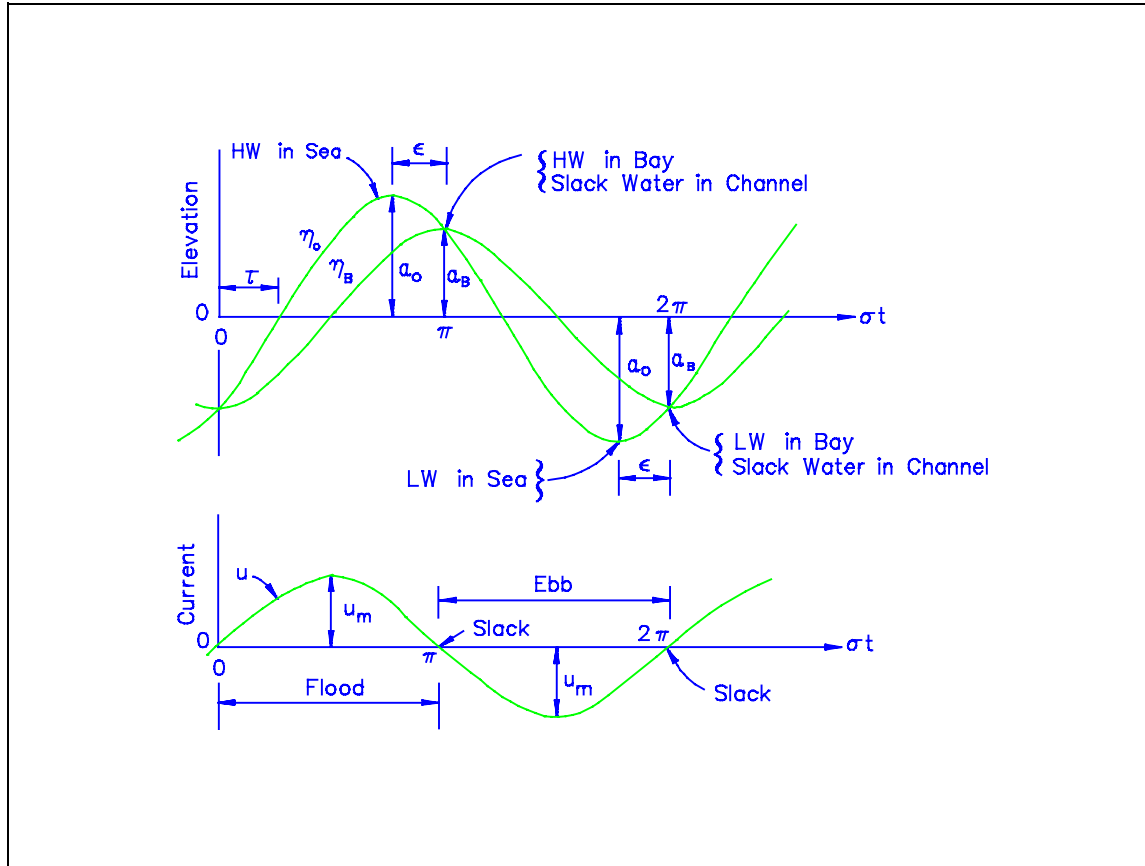 HW in Sea
ϵ
HW in Bay
Slack Water in Channel
Elevation
η₀
η_B
τ
a₀
a_B
0
0
π
2π
σt
a₀
a_B
LW in Bay
Slack Water in Channel
LW in Sea
ϵ
Current
u
u_m
Ebb
Slack
0
0
π
2π
σt
Flood
u_m
Slack